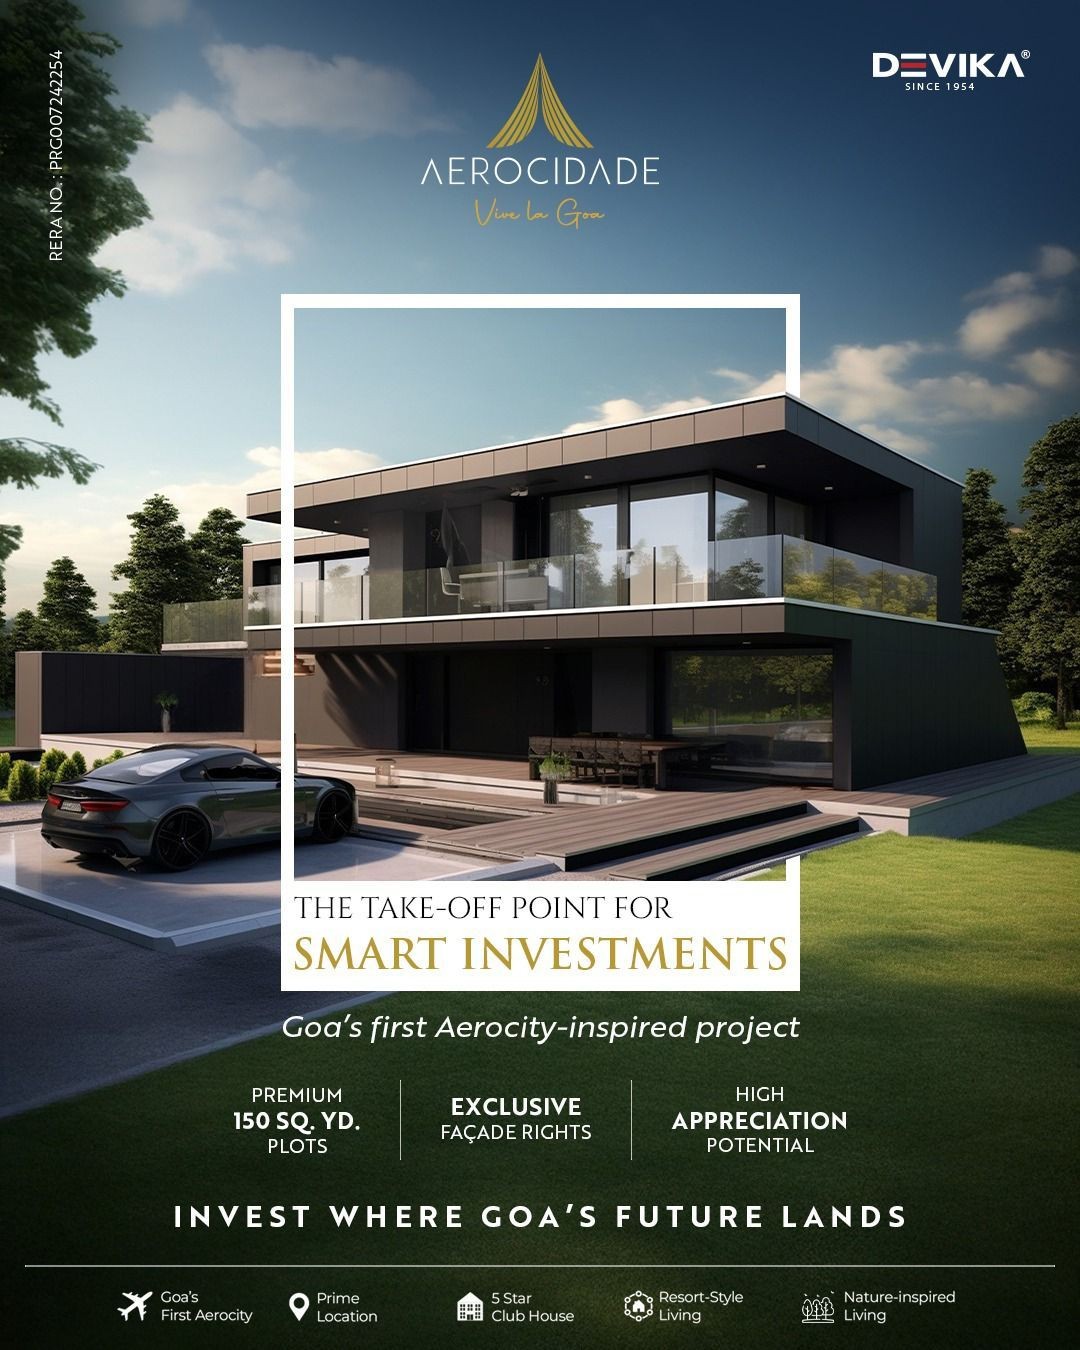 RERA NO. : PRGO07242254
DEVIKA®
SINCE 1954
AEROCIDADE
Vive la Goa
THE TAKE-OFF POINT FOR
SMART INVESTMENTS
Goa's first Aerocity-inspired project
PREMIUM
150 SQ. YD.
PLOTS
EXCLUSIVE
FAÇADE RIGHTS
HIGH
APPRECIATION
POTENTIAL
INVEST WHERE GOA'S FUTURE LANDS
Goa's
First Aerocity
Prime
Location
5 Star
Club House
Resort-Style
Living
Nature-inspired
Living